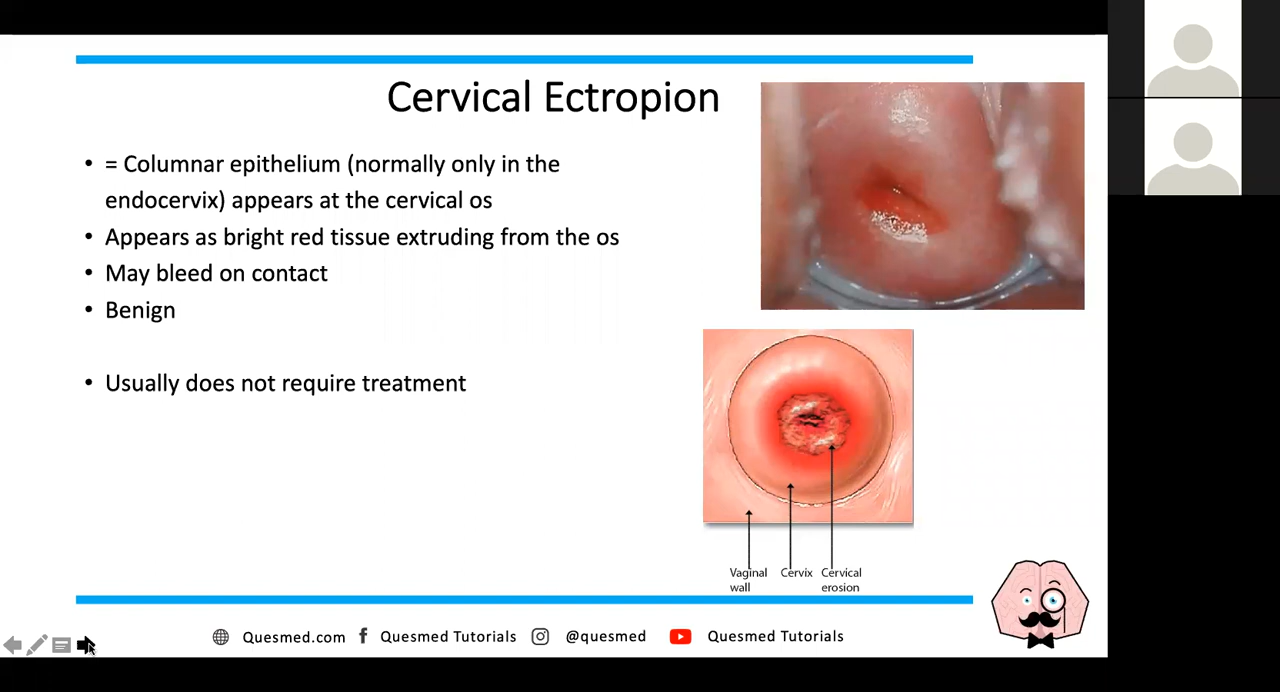 Cervical Ectropion
• = Columnar epithelium (normally only in the
endocervix) appears at the cervical os
• Appears as bright red tissue extruding from the os
• May bleed on contact
• Benign
• Usually does not require treatment
Vaginal
wall
Cervix
Cervical
erosion
Quesmed.com
Quesmed Tutorials
@quesmed
Quesmed Tutorials